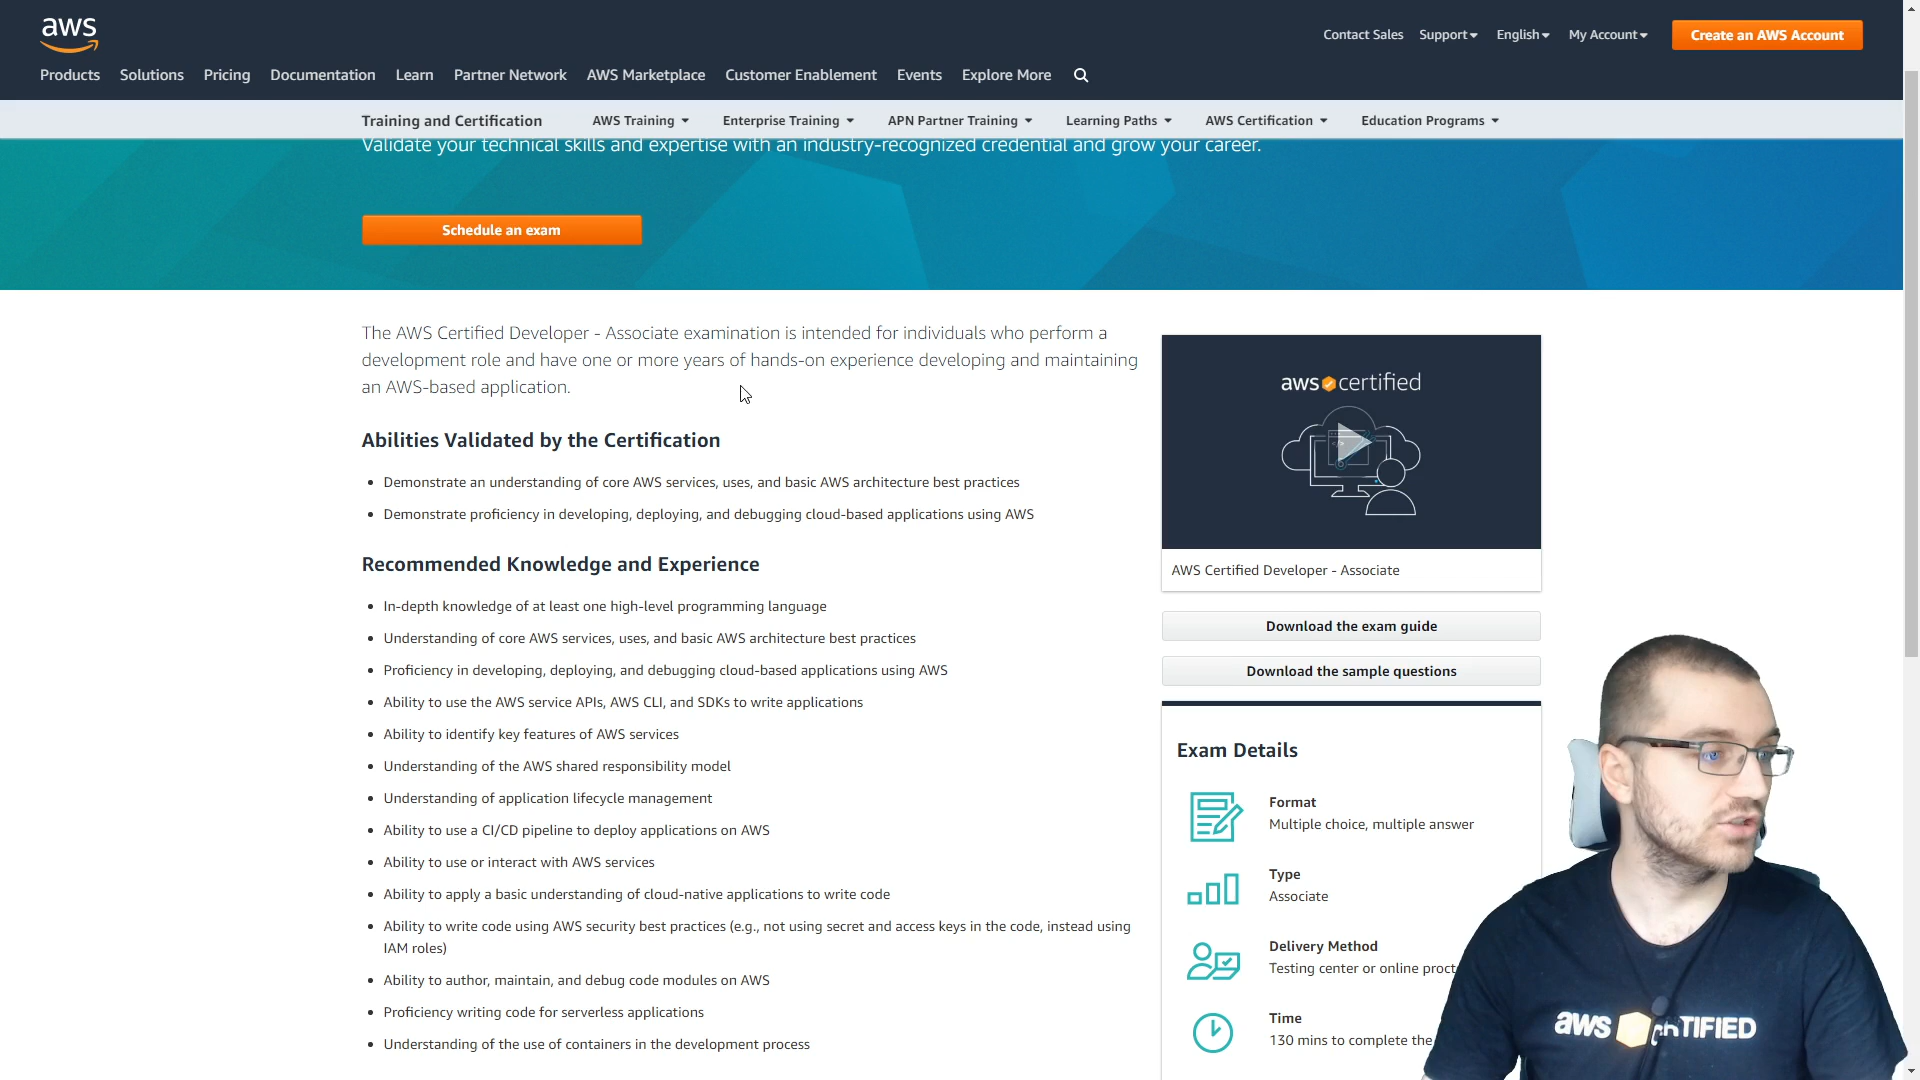 aws
Contact Sales Support English My Account Create an AWS Account
Products Solutions Pricing Documentation Learn Partner Network AWS Marketplace Customer Enablement Events Explore More
Training and Certification AWS Training Enterprise Training APN Partner Training Learning Paths AWS Certification Education Programs
Validate your technical skills and expertise with an industry-recognized credential and grow your career.
Schedule an exam
The AWS Certified Developer - Associate examination is intended for individuals who perform a
development role and have one or more years of hands-on experience developing and maintaining
an AWS-based application.
Abilities Validated by the Certification
• Demonstrate an understanding of core AWS services, uses, and basic AWS architecture best practices
• Demonstrate proficiency in developing, deploying, and debugging cloud-based applications using AWS
Recommended Knowledge and Experience
• In-depth knowledge of at least one high-level programming language
• Understanding of core AWS services, uses, and basic AWS architecture best practices
• Proficiency in developing, deploying, and debugging cloud-based applications using AWS
• Ability to use the AWS service APIs, AWS CLI, and SDKs to write applications
• Ability to identify key features of AWS services
• Understanding of the AWS shared responsibility model
• Understanding of application lifecycle management
• Ability to use a CI/CD pipeline to deploy applications on AWS
• Ability to use or interact with AWS services
• Ability to apply a basic understanding of cloud-native applications to write code
• Ability to write code using AWS security best practices (e.g., not using secret and access keys in the code, instead using
IAM roles)
• Ability to author, maintain, and debug code modules on AWS
• Proficiency writing code for serverless applications
• Understanding of the use of containers in the development process
aws certified
AWS Certified Developer - Associate
Download the exam guide
Download the sample questions
Exam Details
Format
Multiple choice, multiple answer
Type
Associate
Delivery Method
Testing center or online proct
Time
130 mins to complete the
aws